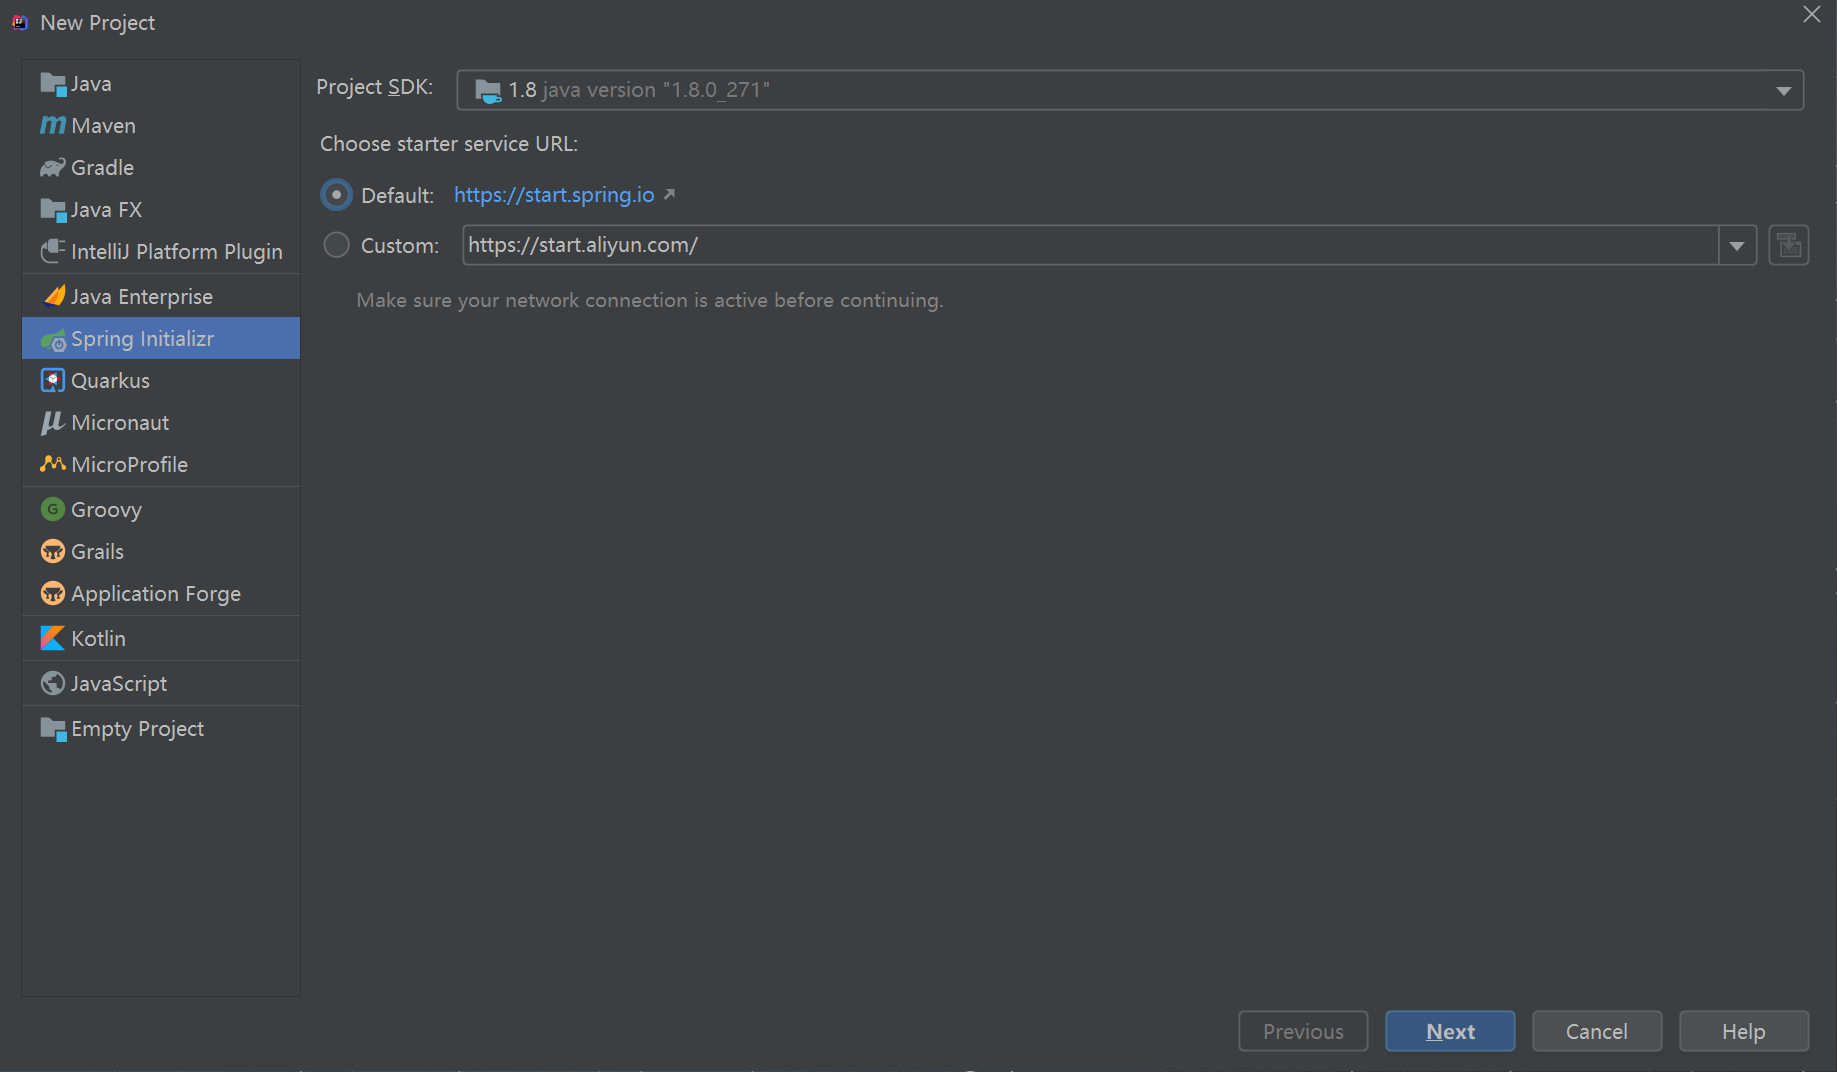 New Project
Java
Maven
Gradle
Java FX
IntelliJ Platform Plugin
Java Enterprise
Spring Initializr
Quarkus
Micronaut
MicroProfile
Groovy
Grails
Application Forge
Kotlin
JavaScript
Empty Project
Project SDK: 1.8 java version "1.8.0_271"
Choose starter service URL:
Default: https://start.spring.io
Custom: https://start.aliyun.com/
Make sure your network connection is active before continuing.
Previous Next Cancel Help